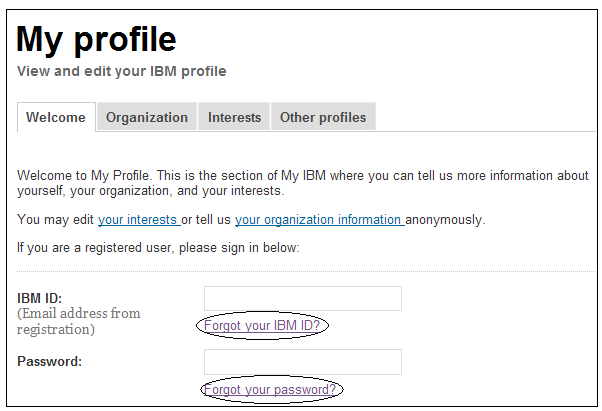 My profile
View and edit your IBM profile
Welcome Organization Interests Other profiles
Welcome to My Profile. This is the section of My IBM where you can tell us more information about
yourself, your organization, and your interests.
You may edit your interests or tell us your organization information anonymously.
If you are a registered user, please sign in below:
IBM ID:
(Email address from
registration)
Forgot your IBM ID?
Password:
Forgot your password?